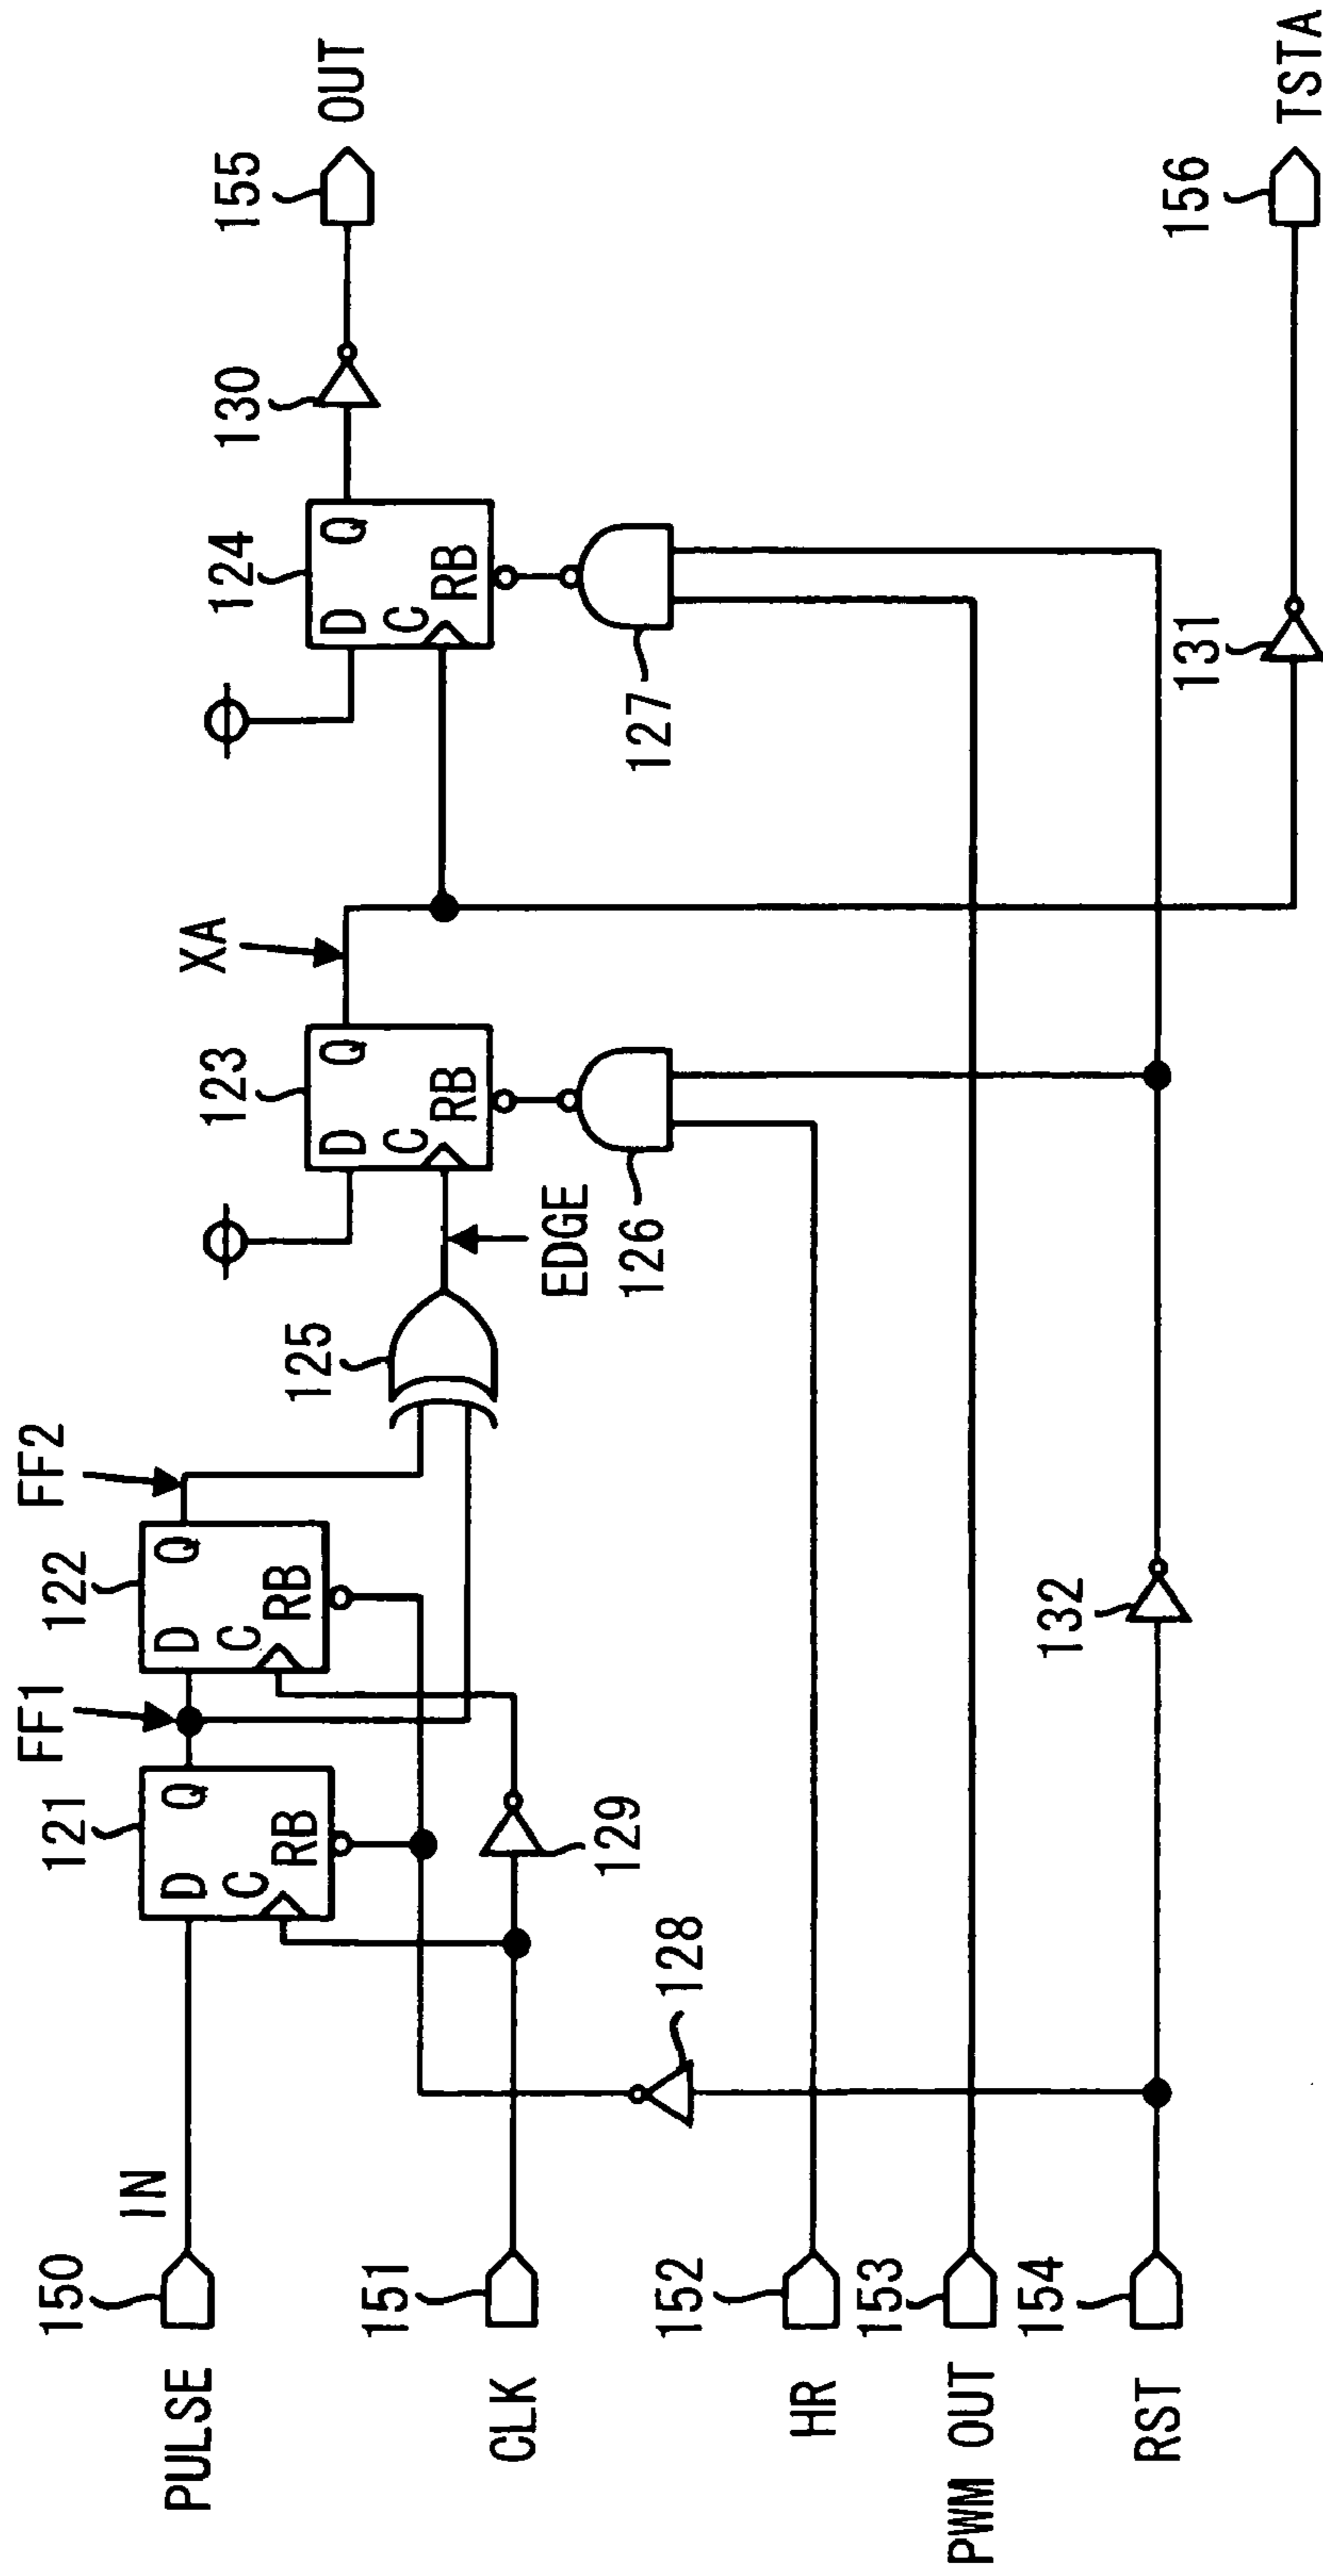 PULSE
150
IN
121
D
Q
C
RB
FF1
122
D
Q
C
RB
FF2
125
EDGE
123
D
Q
C
RB
XA
124
D
Q
C
RB
130
155
OUT
151
CLK
129
128
126
127
152
HR
153
PWM OUT
154
RST
132
131
156
TSTA